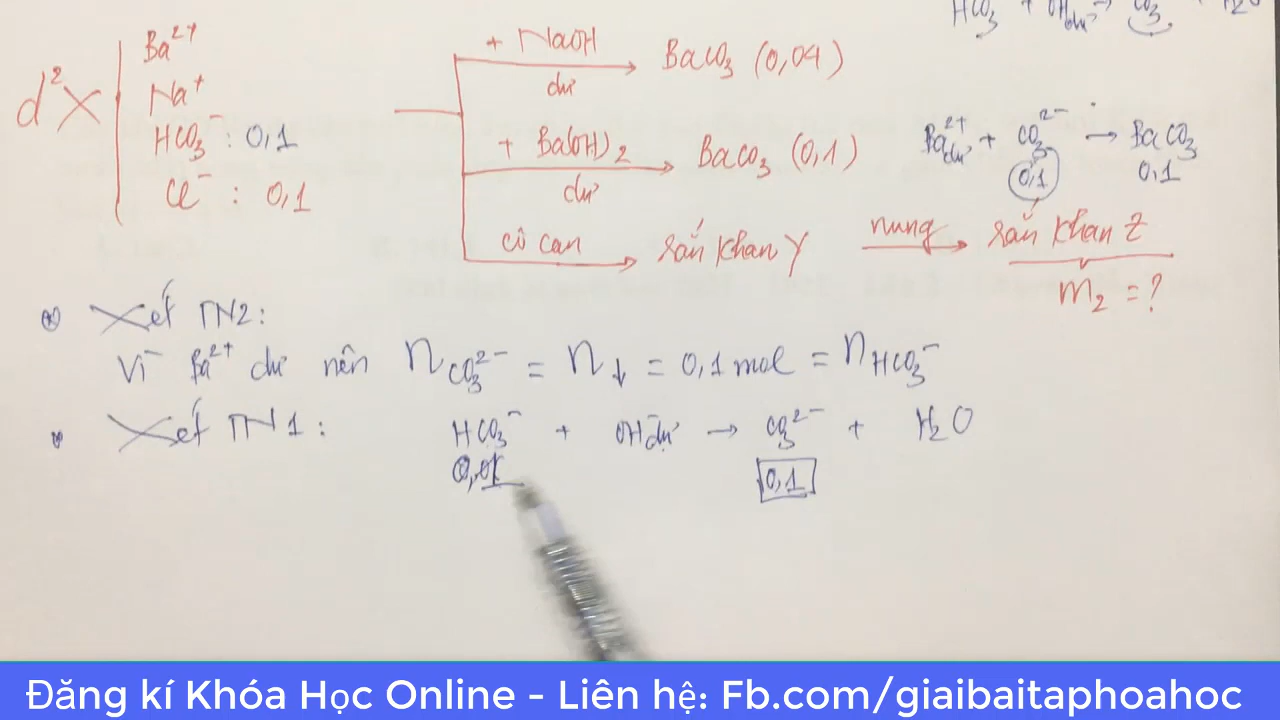 HCO₃⁻ + OH⁻dư → CO₃²⁻ + H₂O
d² X
Ba²⁺
Na⁺
HCO₃⁻ : 0,1
Cl⁻ : 0,1
+ NaOH dư → BaCO₃ (0,04)
+ Ba(OH)₂ dư → BaCO₃ (0,1)
cô cạn → rắn khan Y nung → rắn khan Z
m₂ = ?
Ba²⁺dư + CO₃²⁻ → BaCO₃
0,1 0,1
Xét TN2:
Vì Ba²⁺ dư nên nCO₃²⁻ = n↓ = 0,1 mol = nHCO₃⁻
Xét TN1: HCO₃⁻ + OH⁻dư → CO₃²⁻ + H₂O
0,1
Đăng kí Khóa Học Online - Liên hệ: Fb.com/giaibaitaphoahoc